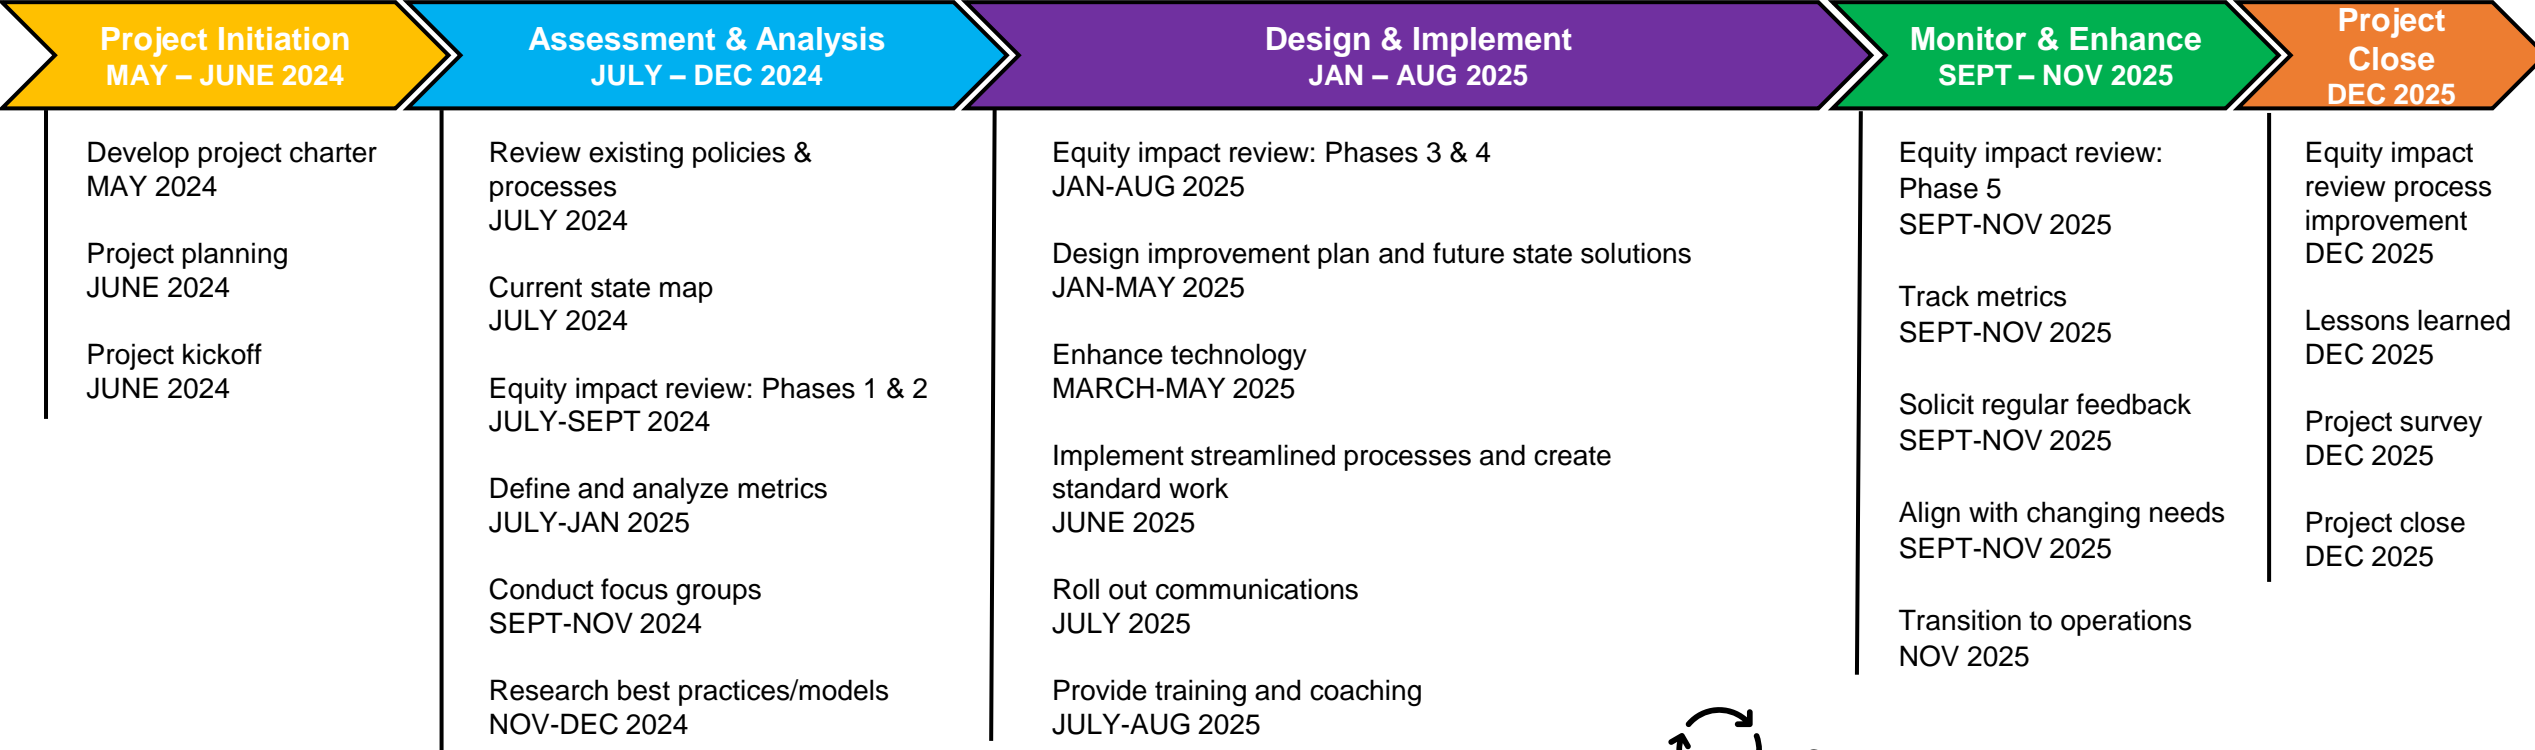 Project Initiation
MAY – JUNE 2024
Assessment & Analysis
JULY – DEC 2024
Design & Implement
JAN – AUG 2025
Monitor & Enhance
SEPT – NOV 2025
Project
Close
DEC 2025
Develop project charter
MAY 2024
Project planning
JUNE 2024
Project kickoff
JUNE 2024
Review existing policies &
processes
JULY 2024
Current state map
JULY 2024
Equity impact review: Phases 1 & 2
JULY-SEPT 2024
Define and analyze metrics
JULY-JAN 2025
Conduct focus groups
SEPT-NOV 2024
Research best practices/models
NOV-DEC 2024
Equity impact review: Phases 3 & 4
JAN-AUG 2025
Design improvement plan and future state solutions
JAN-MAY 2025
Enhance technology
MARCH-MAY 2025
Implement streamlined processes and create
standard work
JUNE 2025
Roll out communications
JULY 2025
Provide training and coaching
JULY-AUG 2025
Equity impact review:
Phase 5
SEPT-NOV 2025
Track metrics
SEPT-NOV 2025
Solicit regular feedback
SEPT-NOV 2025
Align with changing needs
SEPT-NOV 2025
Transition to operations
NOV 2025
Equity impact
review process
improvement
DEC 2025
Lessons learned
DEC 2025
Project survey
DEC 2025
Project close
DEC 2025